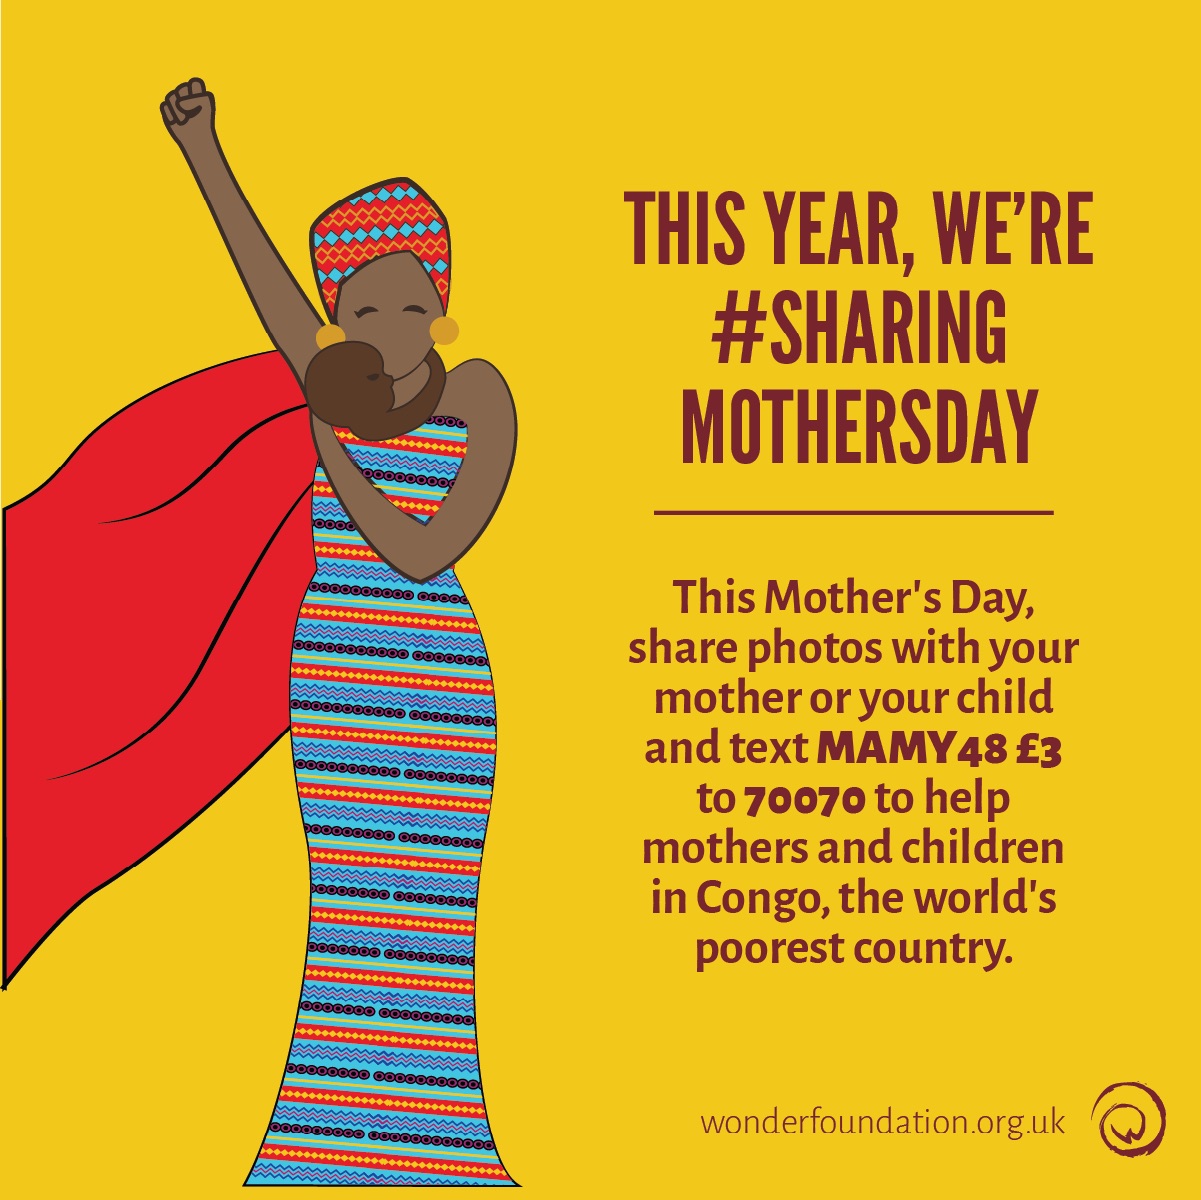 THIS YEAR, WE’RE
#SHARING
MOTHERSDAY
This Mother's Day,
share photos with your
mother or your child
and text MAMY48 £3
to 70070 to help
mothers and children
in Congo, the world's
poorest country.
wonderfoundation.org.uk